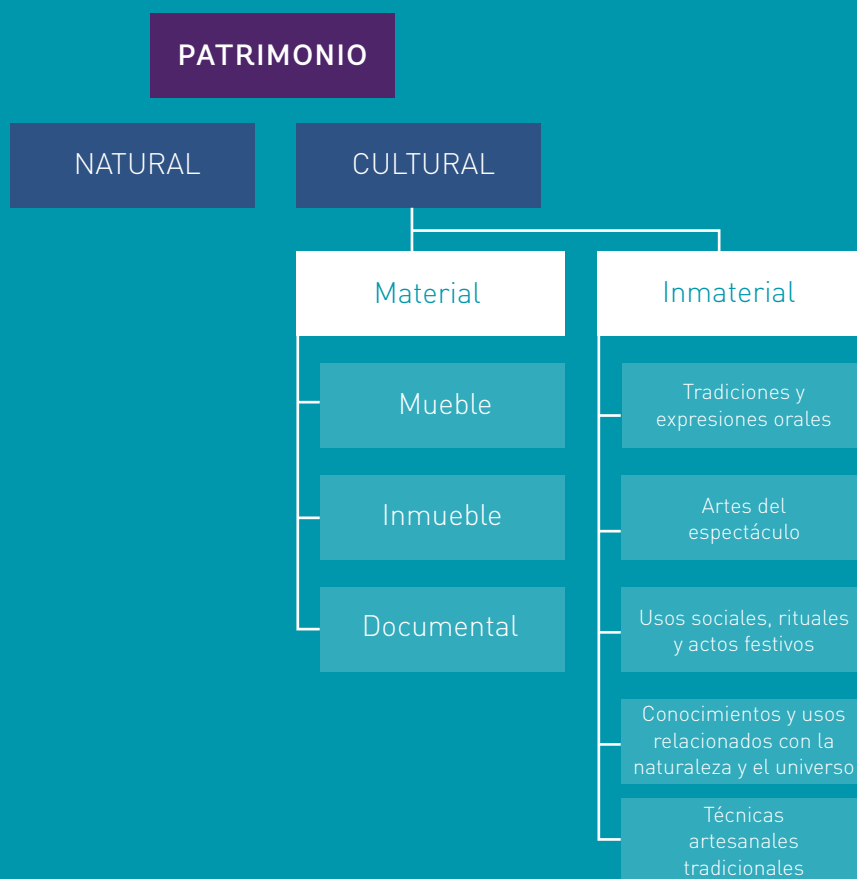 PATRIMONIO
NATURAL
CULTURAL
Material
Mueble
Inmueble
Documental
Inmaterial
Tradiciones y
expresiones orales
Artes del
espectáculo
Usos sociales, rituales
y actos festivos
Conocimientos y usos
relacionados con la
naturaleza y el universo
Técnicas
artesanales
tradicionales